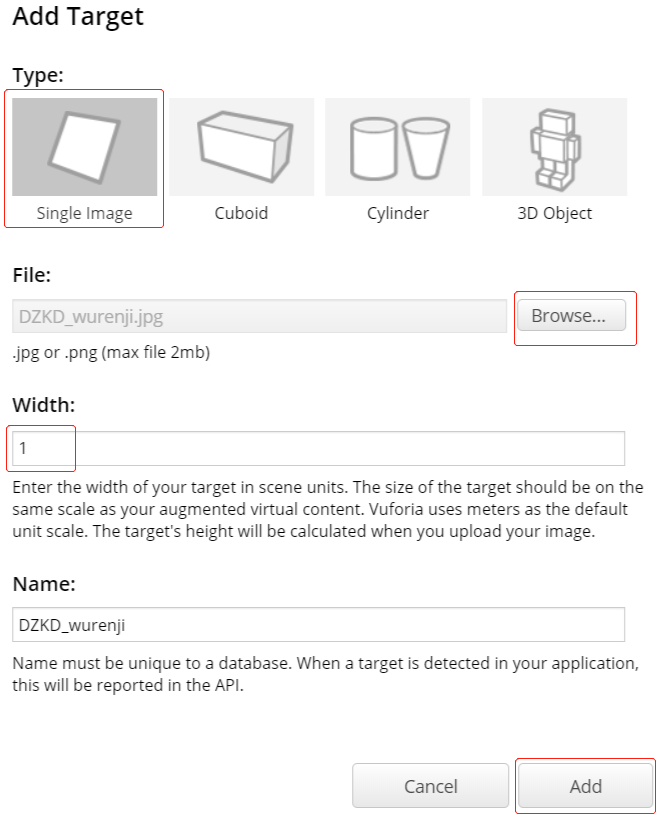 Add Target
Type:
Single Image
Cuboid
Cylinder
3D Object
File:
DZKD_wurenji.jpg
Browse...
.jpg or .png (max file 2mb)
Width:
1
Enter the width of your target in scene units. The size of the target should be on the
same scale as your augmented virtual content. Vuforia uses meters as the default
unit scale. The target's height will be calculated when you upload your image.
Name:
DZKD_wurenji
Name must be unique to a database. When a target is detected in your application,
this will be reported in the API.
Cancel
Add